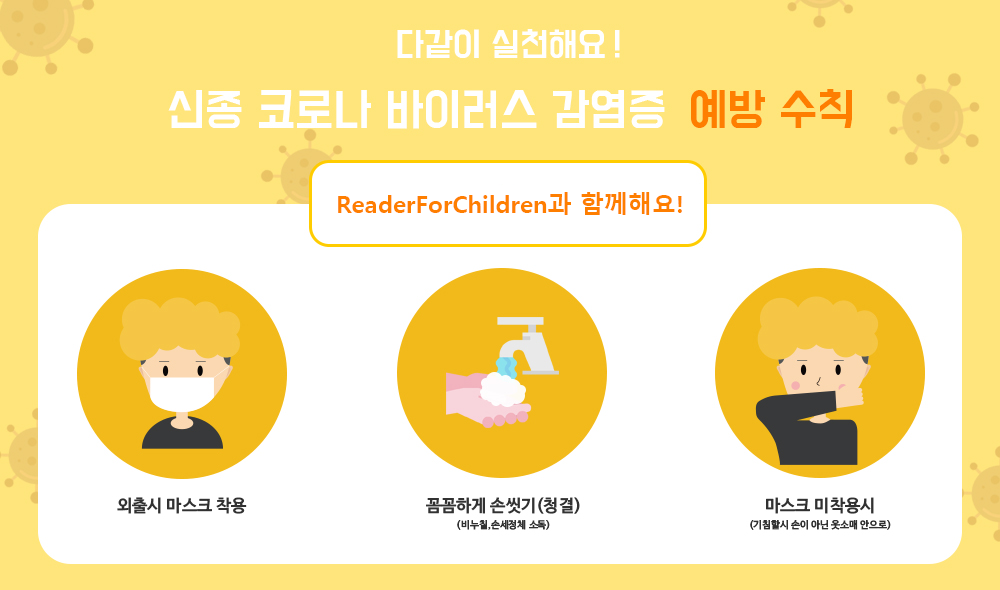 다같이 실천해요!
신종 코로나 바이러스 감염증 예방 수칙
ReaderForChildren과 함께해요!
외출시 마스크 착용
꼼꼼하게 손씻기(청결)
(비누칠,손세정제 소독)
마스크 미착용시
(기침할시 손이 아닌 옷소매 안으로)